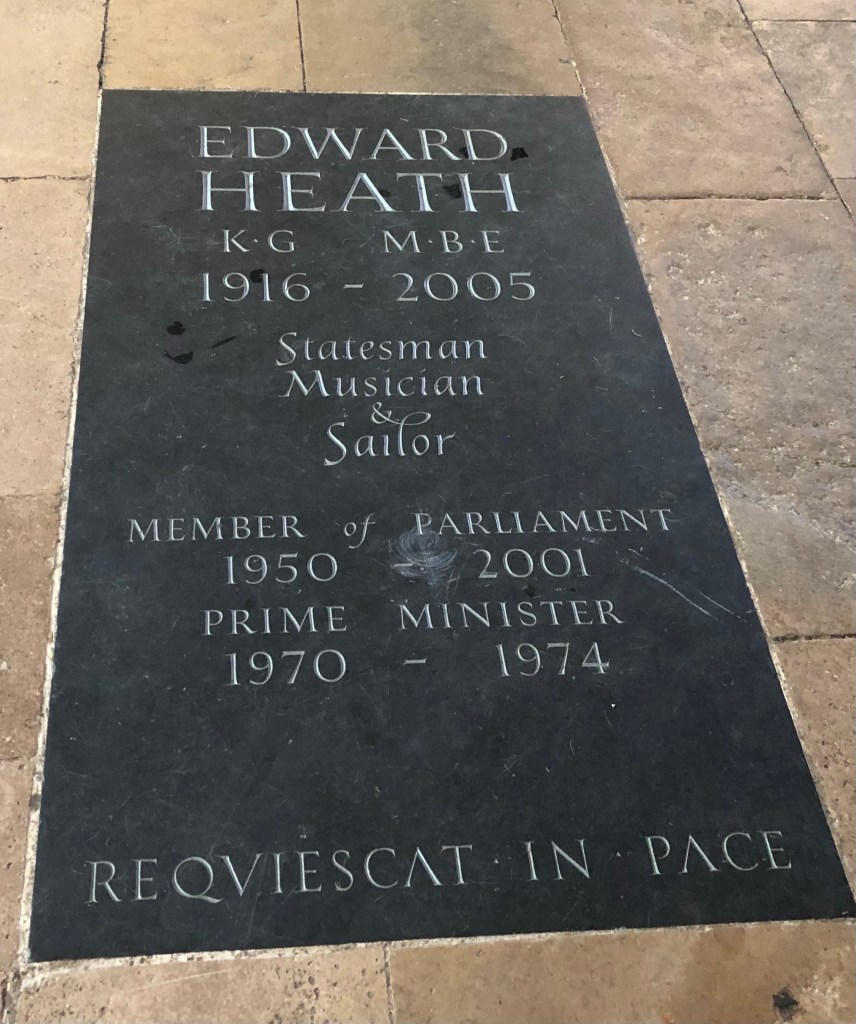 EDWARD
HEATH
K·G M·B·E
1916 – 2005
Statesman
Musician
&
Sailor
MEMBER of PARLIAMENT
1950 – 2001
PRIME MINISTER
1970 – 1974
REQVIESCAT · IN · PACE